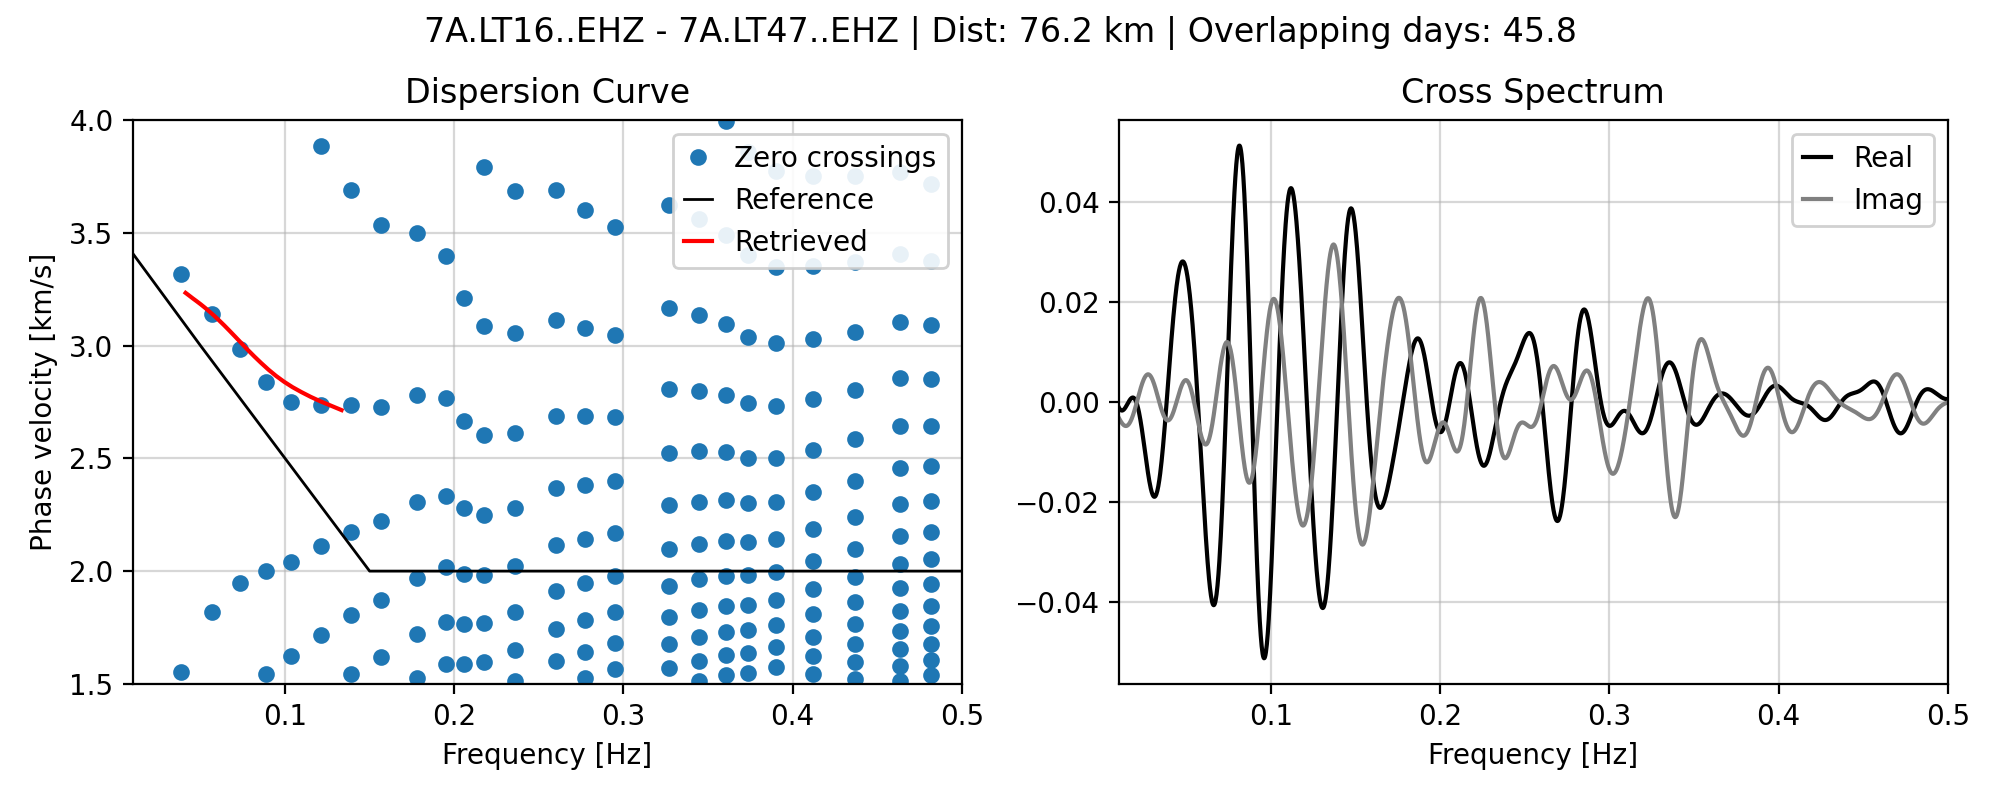 7A.LT16..EHZ - 7A.LT47..EHZ | Dist: 76.2 km | Overlapping days: 45.8
Dispersion Curve
Zero crossings
Reference
Retrieved
4.0
3.5
3.0
2.5
2.0
1.5
Phase velocity [km/s]
0.1
0.2
0.3
0.4
0.5
Frequency [Hz]
Cross Spectrum
Real
Imag
0.04
0.02
0.00
−0.02
−0.04
0.1
0.2
0.3
0.4
0.5
Frequency [Hz]